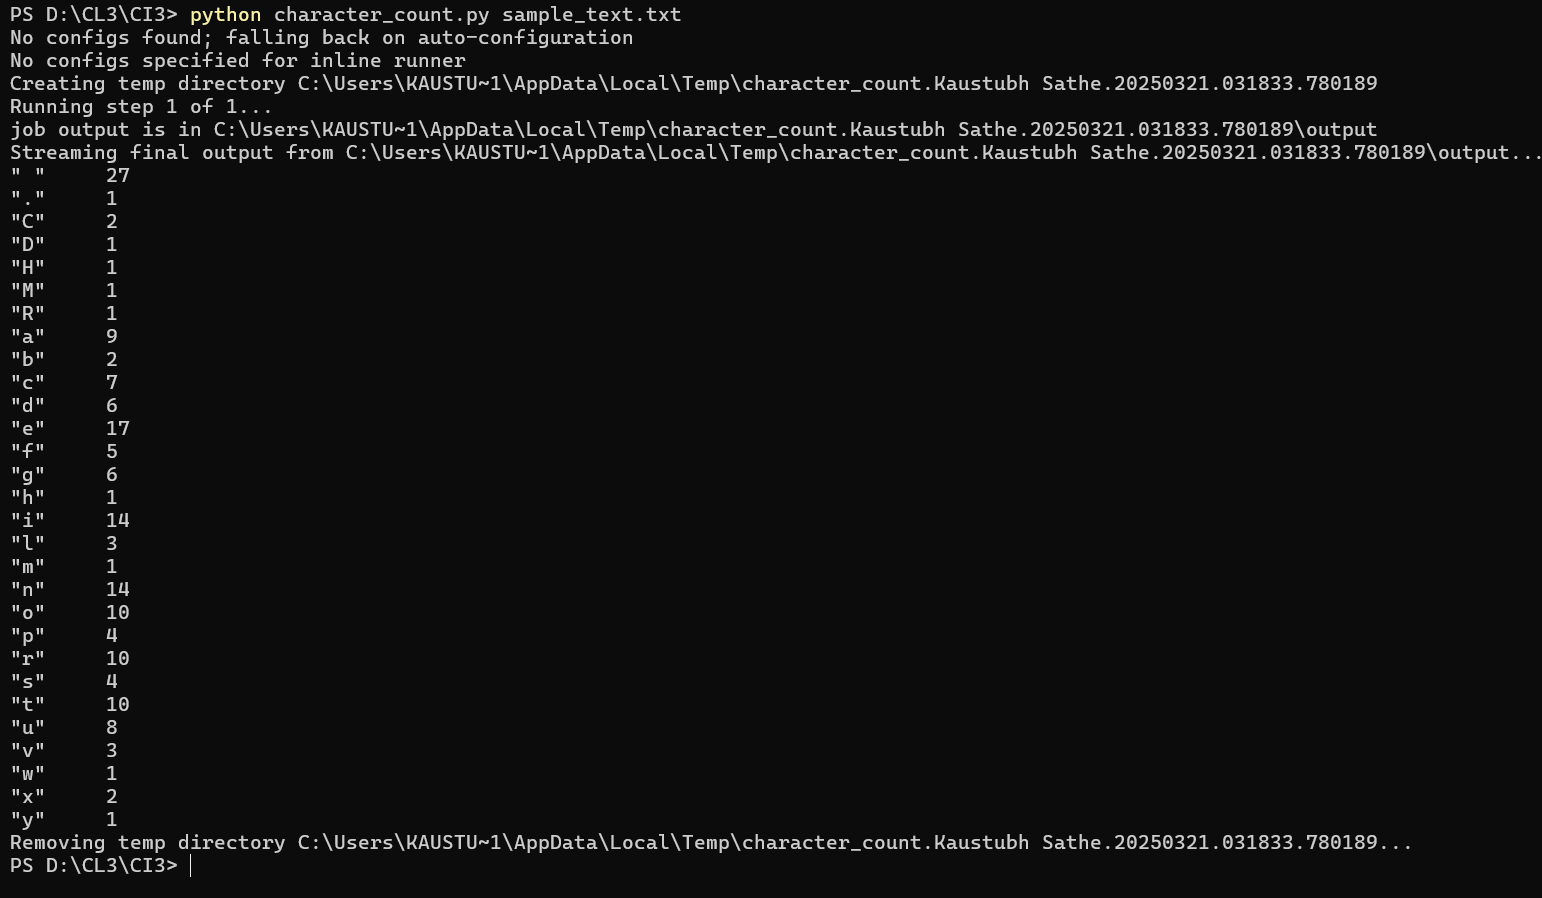 PS D:\CL3\CI3> python character_count.py sample_text.txt
No configs found; falling back on auto-configuration
No configs specified for inline runner
Creating temp directory C:\Users\KAUSTU~1\AppData\Local\Temp\character_count.Kaustubh Sathe.20250321.031833.780189
Running step 1 of 1...
job output is in C:\Users\KAUSTU~1\AppData\Local\Temp\character_count.Kaustubh Sathe.20250321.031833.780189\output
Streaming final output from C:\Users\KAUSTU~1\AppData\Local\Temp\character_count.Kaustubh Sathe.20250321.031833.780189\output...
" "     27
"."     1
"C"     2
"D"     1
"H"     1
"M"     1
"R"     1
"a"     9
"b"     2
"c"     7
"d"     6
"e"     17
"f"     5
"g"     6
"h"     1
"i"     14
"l"     3
"m"     1
"n"     14
"o"     10
"p"     4
"r"     10
"s"     4
"t"     10
"u"     8
"v"     3
"w"     1
"x"     2
"y"     1
Removing temp directory C:\Users\KAUSTU~1\AppData\Local\Temp\character_count.Kaustubh Sathe.20250321.031833.780189...
PS D:\CL3\CI3>